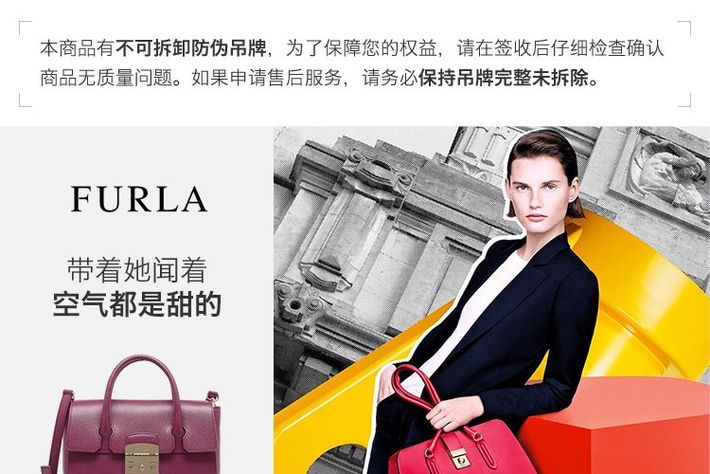 本商品有不可拆卸防伪吊牌，为了保障您的权益，请在签收后仔细检查确认
商品无质量问题。如果申请售后服务，请务必保持吊牌完整未拆除。
FURLA
带着她闻着
空气都是甜的